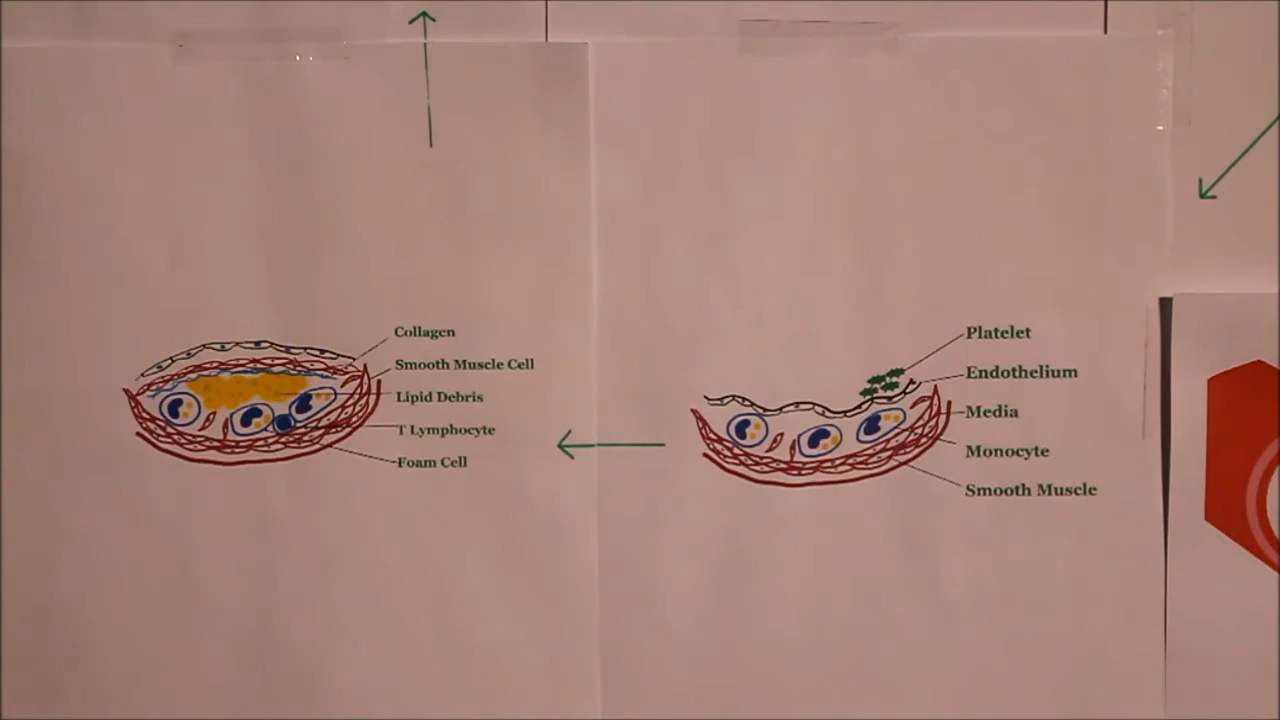 Collagen
Smooth Muscle Cell
Lipid Debris
T Lymphocyte
Foam Cell
Platelet
Endothelium
Media
Monocyte
Smooth Muscle